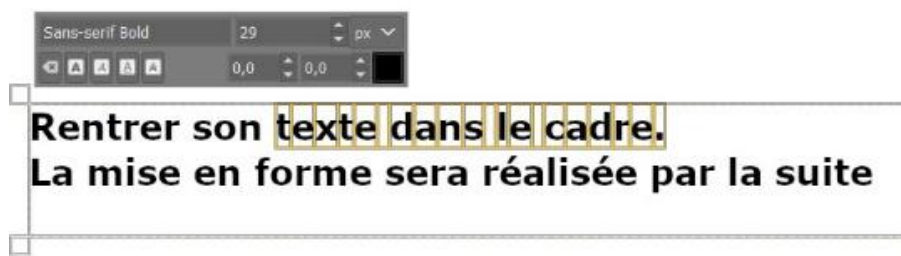 Sans-serif Bold 29 px
0,0 0,0
Rentrer son texte dans le cadre.
La mise en forme sera réalisée par la suite